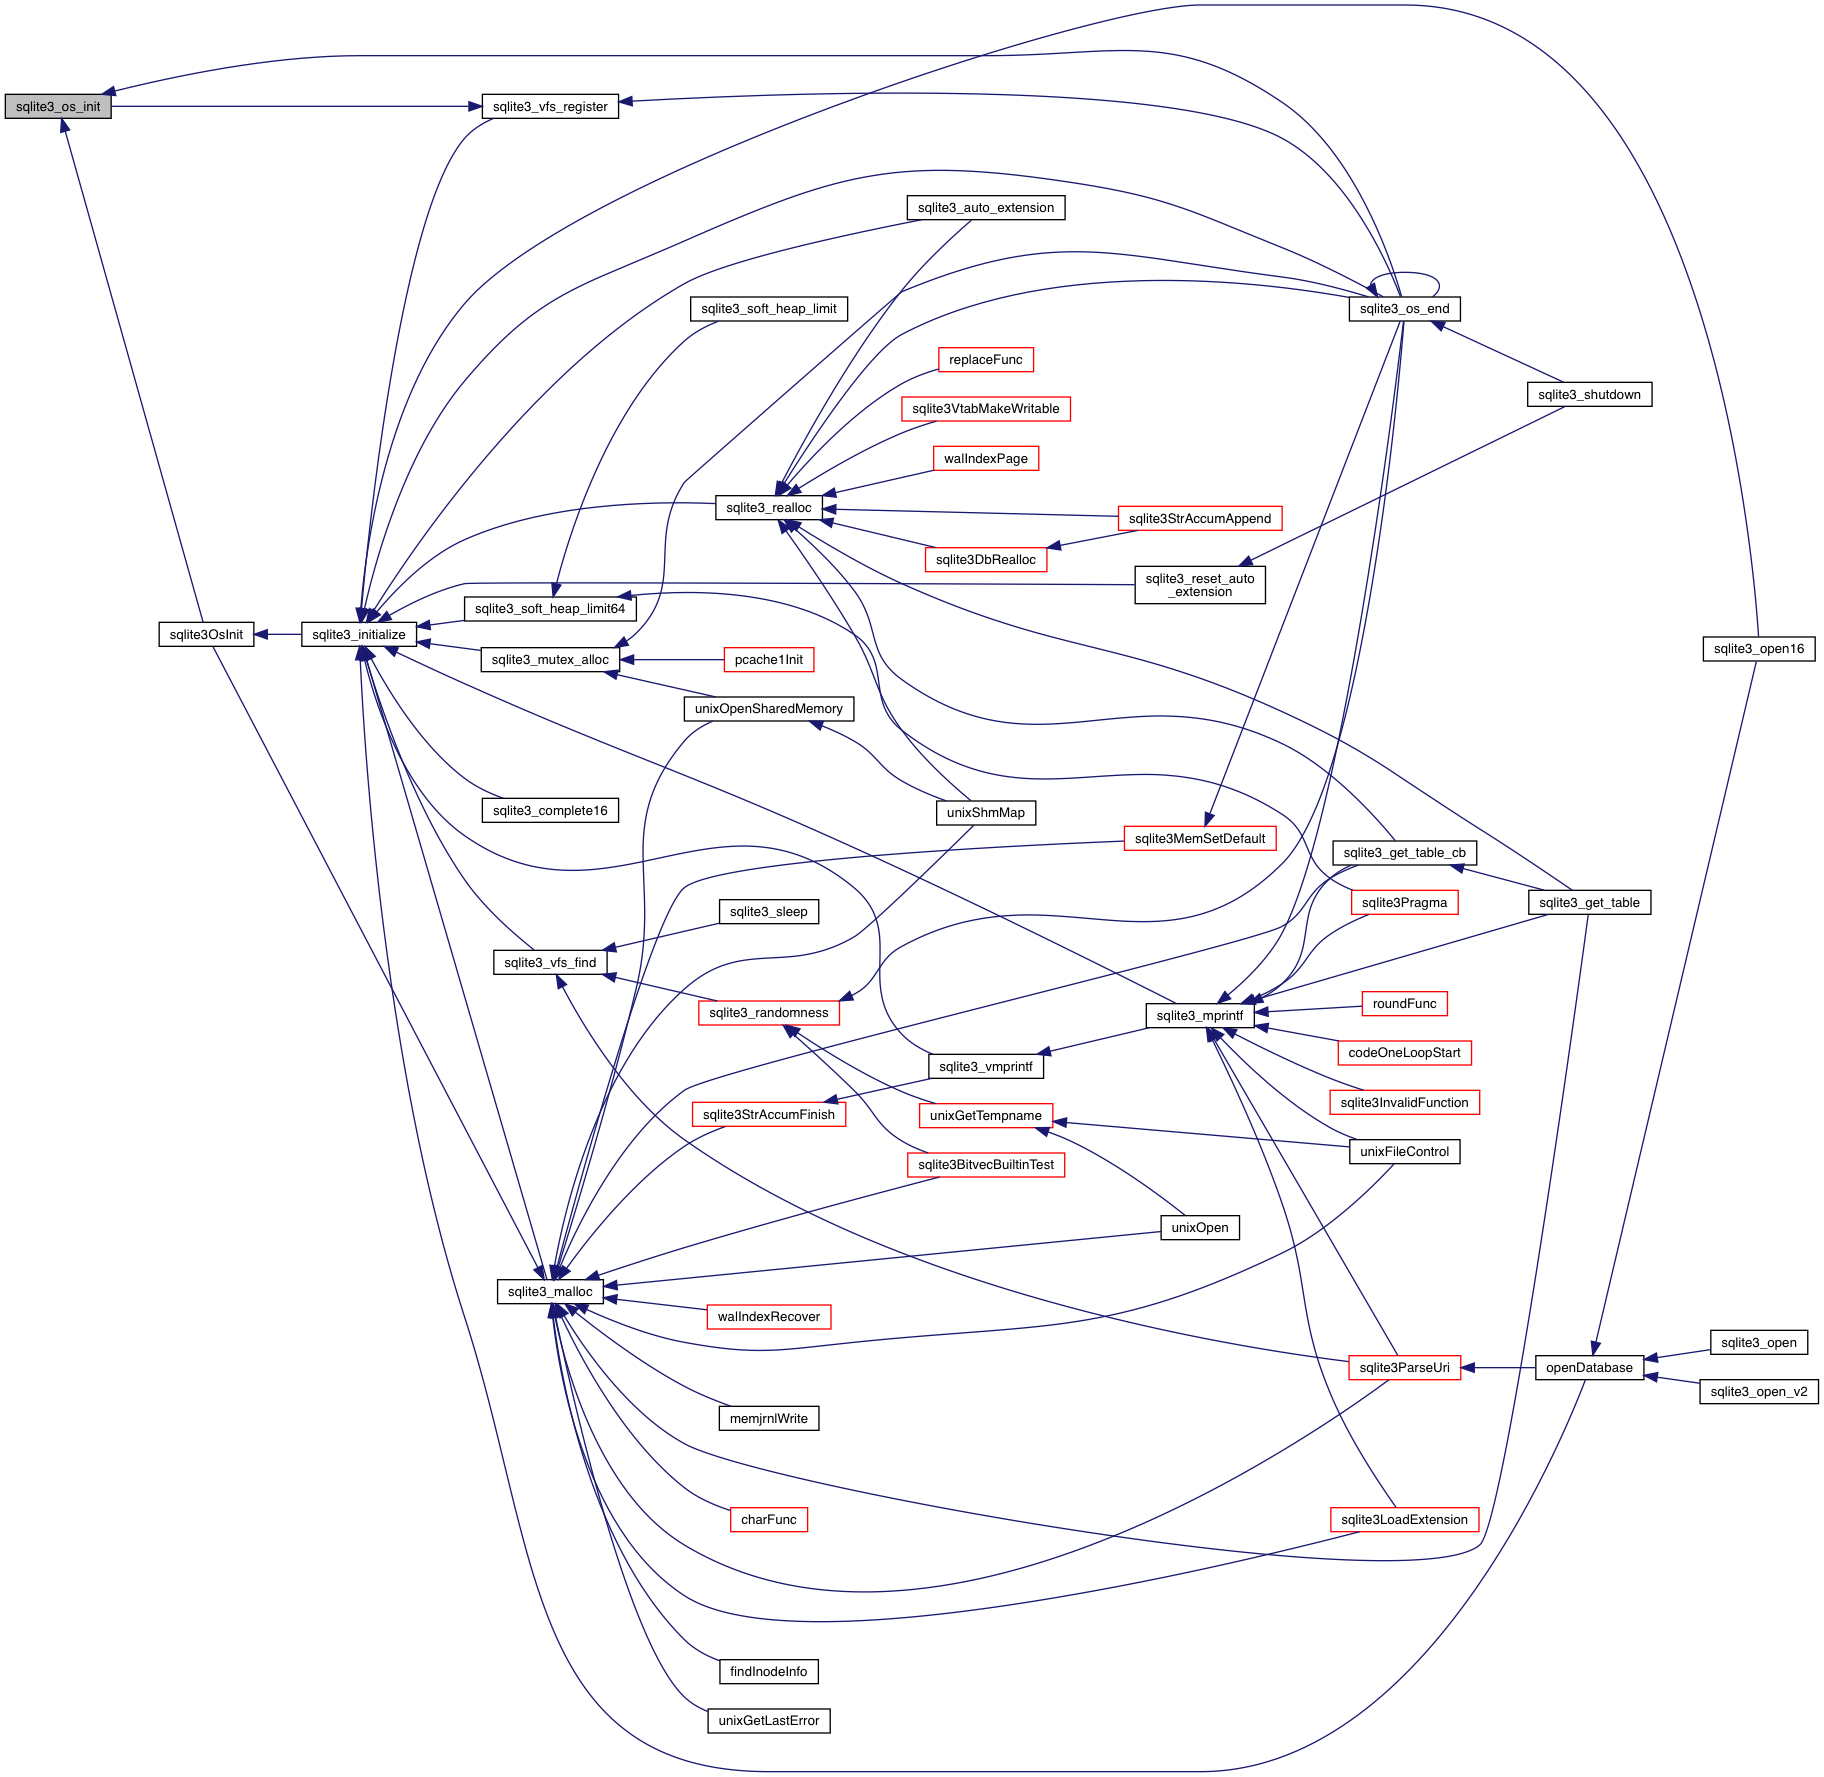 sqlite3_os_init
sqlite3_vfs_register
sqlite3_auto_extension
sqlite3_soft_heap_limit
sqlite3_os_end
replaceFunc
sqlite3_shutdown
sqlite3VtabMakeWritable
walIndexPage
sqlite3_realloc
sqlite3StrAccumAppend
sqlite3DbRealloc
sqlite3_reset_auto
_extension
sqlite3_soft_heap_limit64
sqlite3OsInit
sqlite3_initialize
sqlite3_open16
sqlite3_mutex_alloc
pcache1Init
unixOpenSharedMemory
sqlite3_complete16
unixShmMap
sqlite3MemSetDefault
sqlite3_get_table_cb
sqlite3Pragma
sqlite3_get_table
sqlite3_sleep
sqlite3_vfs_find
sqlite3_randomness
roundFunc
sqlite3_mprintf
codeOneLoopStart
sqlite3_vmprintf
sqlite3InvalidFunction
sqlite3StrAccumFinish
unixGetTempname
unixFileControl
sqlite3BitvecBuiltinTest
unixOpen
sqlite3_malloc
walIndexRecover
sqlite3_open
sqlite3ParseUri
openDatabase
sqlite3_open_v2
memjrnlWrite
charFunc
sqlite3LoadExtension
findInodeInfo
unixGetLastError